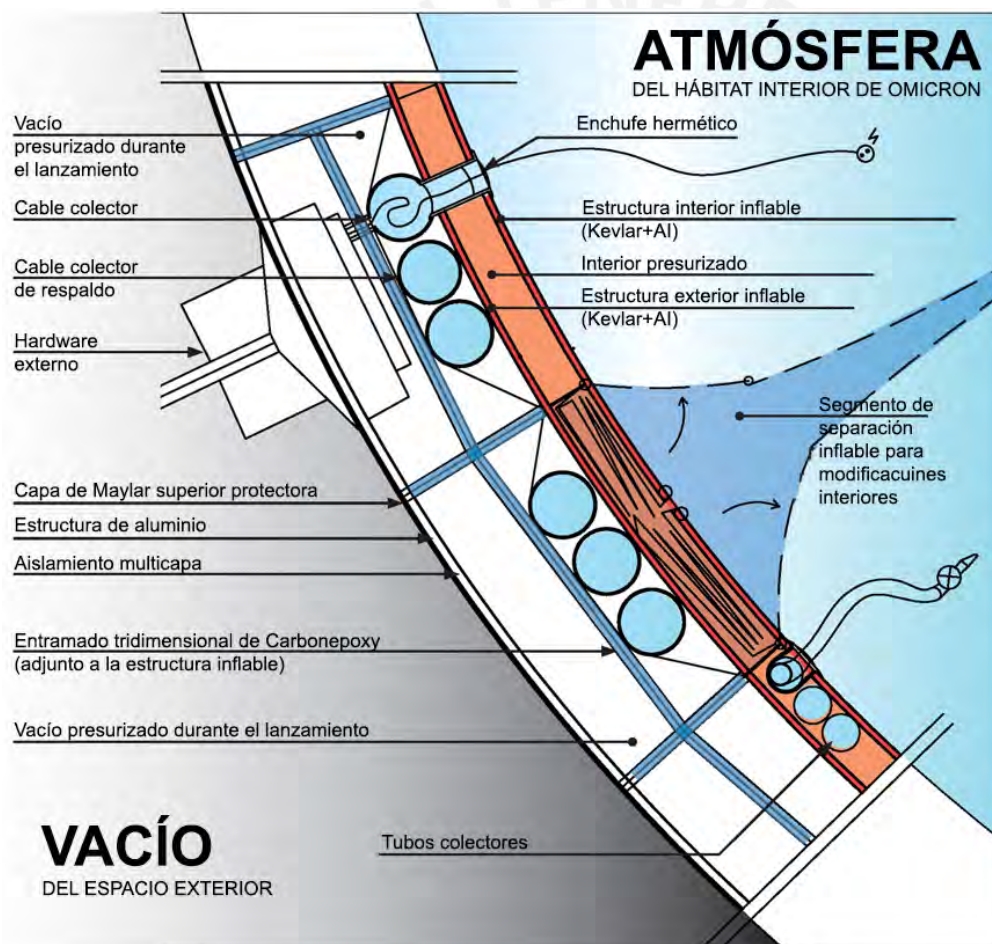 ATMÓSFERA
DEL HÁBITAT INTERIOR DE OMICRON
Vacío
presurizado durante
el lanzamiento
Cable colector
Cable colector
de respaldo
Hardware
externo
Enchufe hermético
Estructura interior inflable
(Kevlar+Al)
Interior presurizado
Estructura exterior inflable
(Kevlar+Al)
Segmento de
separación
inflable para
modificacuines
interiores
Capa de Maylar superior protectora
Estructura de aluminio
Aislamiento multicapa
Entramado tridimensional de Carbonepoxy
(adjunto a la estructura inflable)
Vacío presurizado durante el lanzamiento
VACÍO
DEL ESPACIO EXTERIOR
Tubos colectores